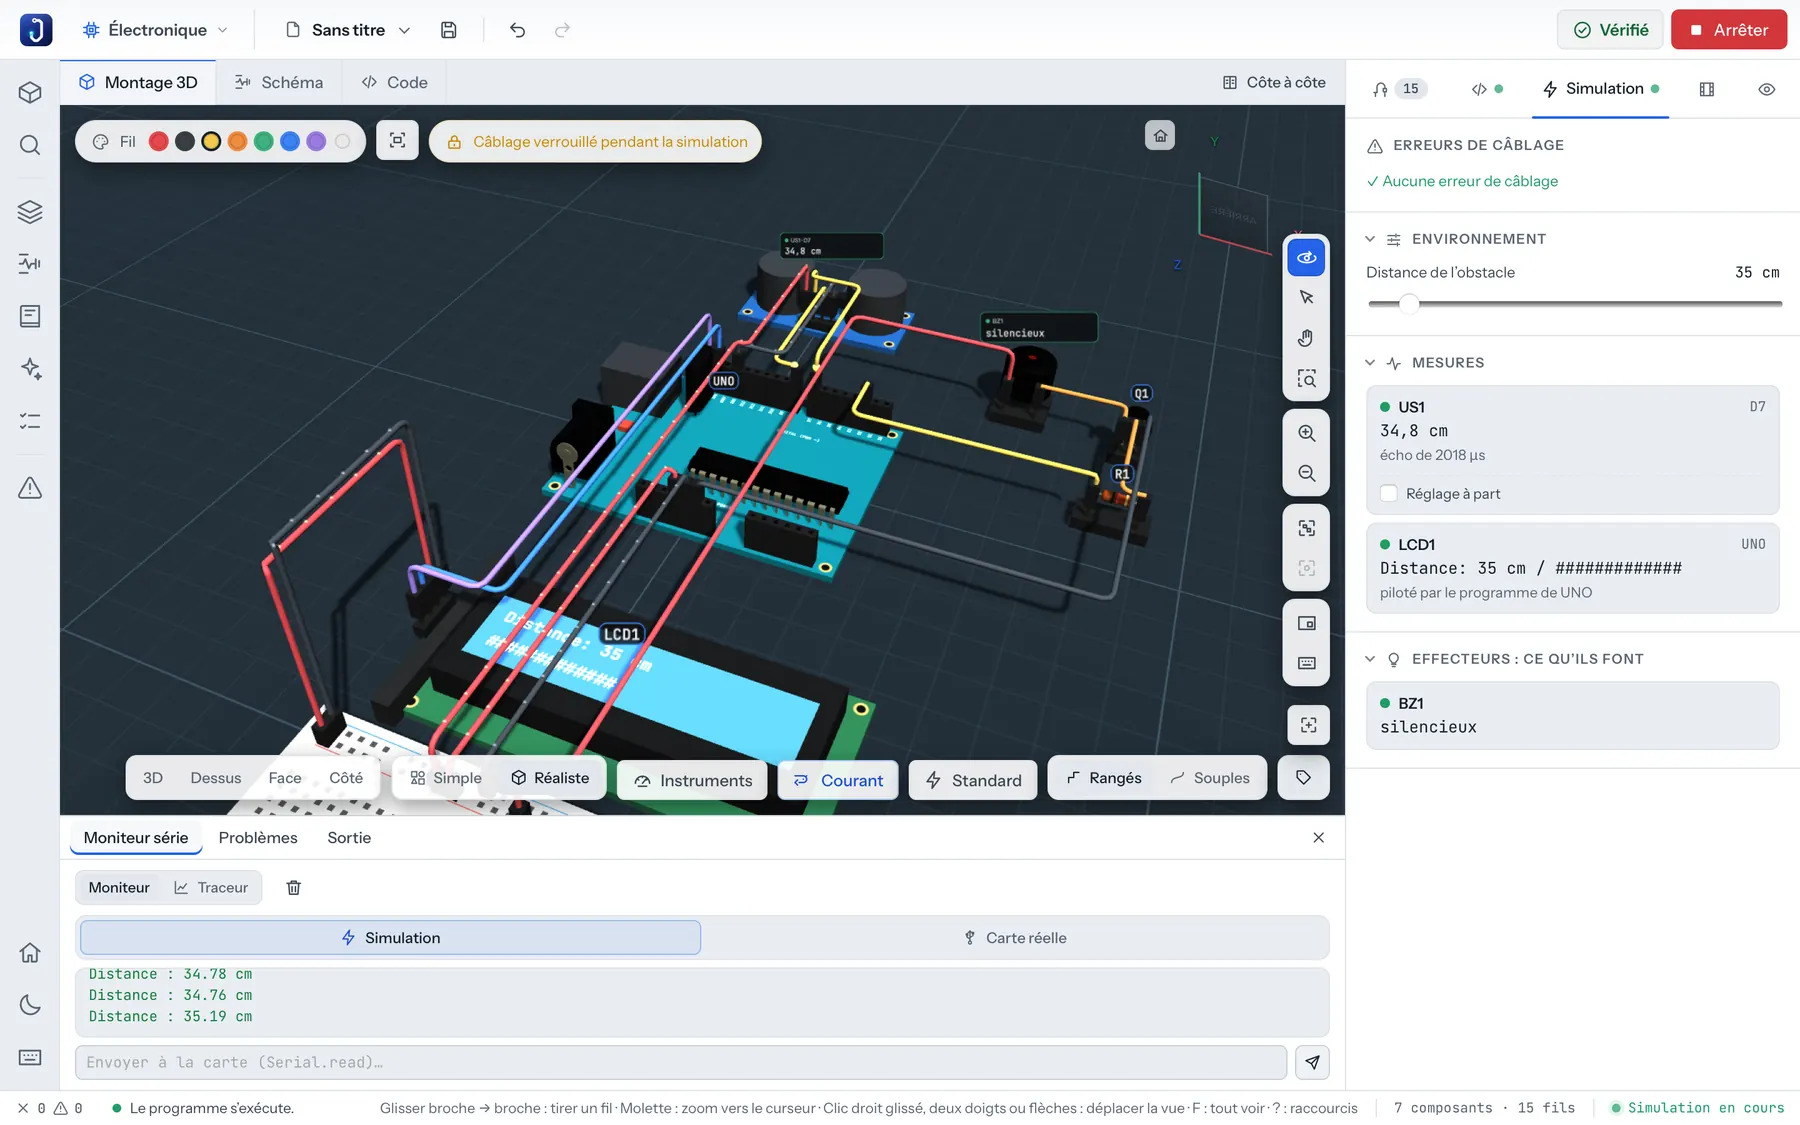 Électronique
Sans titre
Vérifié
Arrêter
Montage 3D
Schéma
Code
Côte à côte
15
Simulation
Fil
Câblage verrouillé pendant la simulation
Y
Z
US1·D7
34,8 cm
BZ1
silencieux
UNO
Q1
R1
LCD1
Distance: 35 cm
#############
3D
Dessus
Face
Côté
Simple
Réaliste
Instruments
Courant
Standard
Rangés
Souples
ERREURS DE CÂBLAGE
✓ Aucune erreur de câblage
ENVIRONNEMENT
Distance de l'obstacle
35 cm
MESURES
US1
D7
34,8 cm
écho de 2018 µs
Réglage à part
LCD1
UNO
Distance: 35 cm / #############
piloté par le programme de UNO
EFFECTEURS : CE QU'ILS FONT
BZ1
silencieux
Moniteur série
Problèmes
Sortie
Moniteur
Traceur
Simulation
Carte réelle
Distance : 34.78 cm
Distance : 34.76 cm
Distance : 35.19 cm
Envoyer à la carte (Serial.read)…
0
0
Le programme s'exécute.
Glisser broche → broche : tirer un fil · Molette : zoom vers le curseur · Clic droit glissé, deux doigts ou flèches : déplacer la vue · F : tout voir · ? : raccourcis
7 composants · 15 fils
Simulation en cours